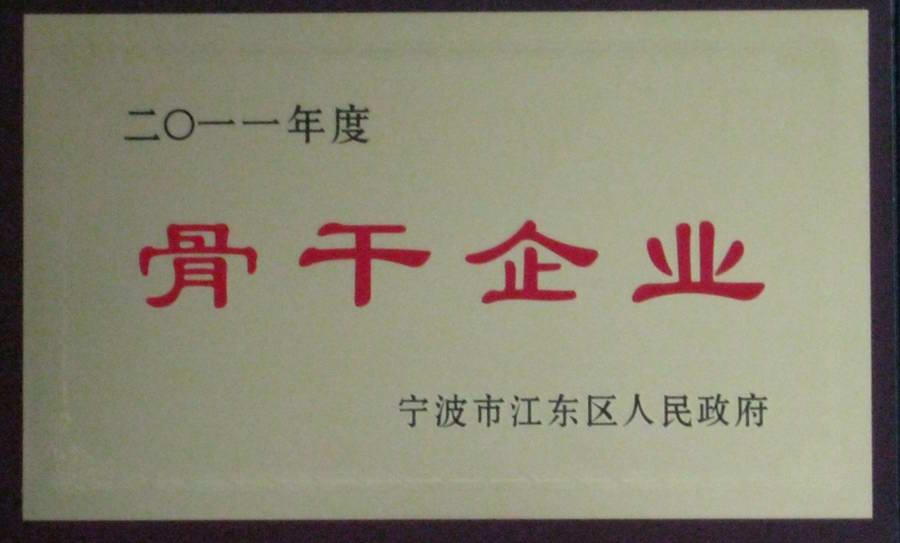 二〇一一年度
骨干企业
宁波市江东区人民政府